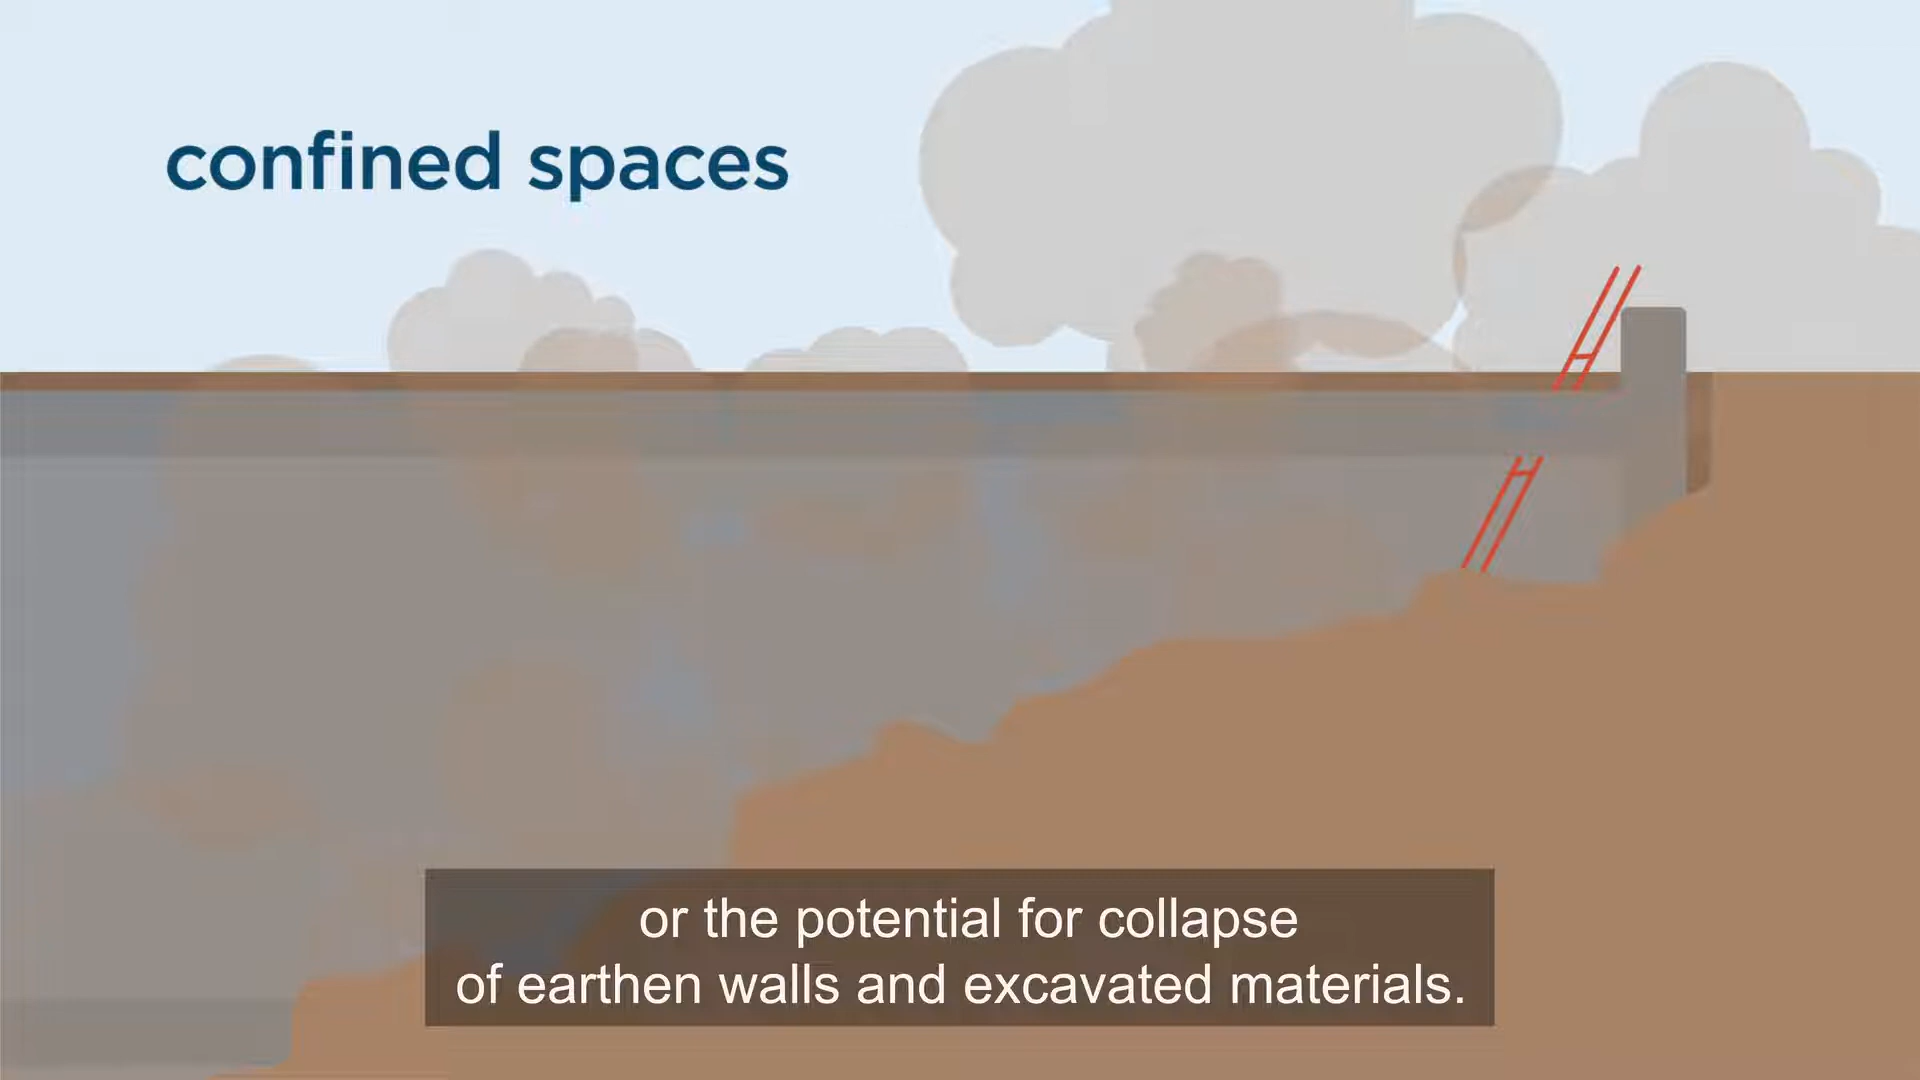 confined spaces
or the potential for collapse
of earthen walls and excavated materials.